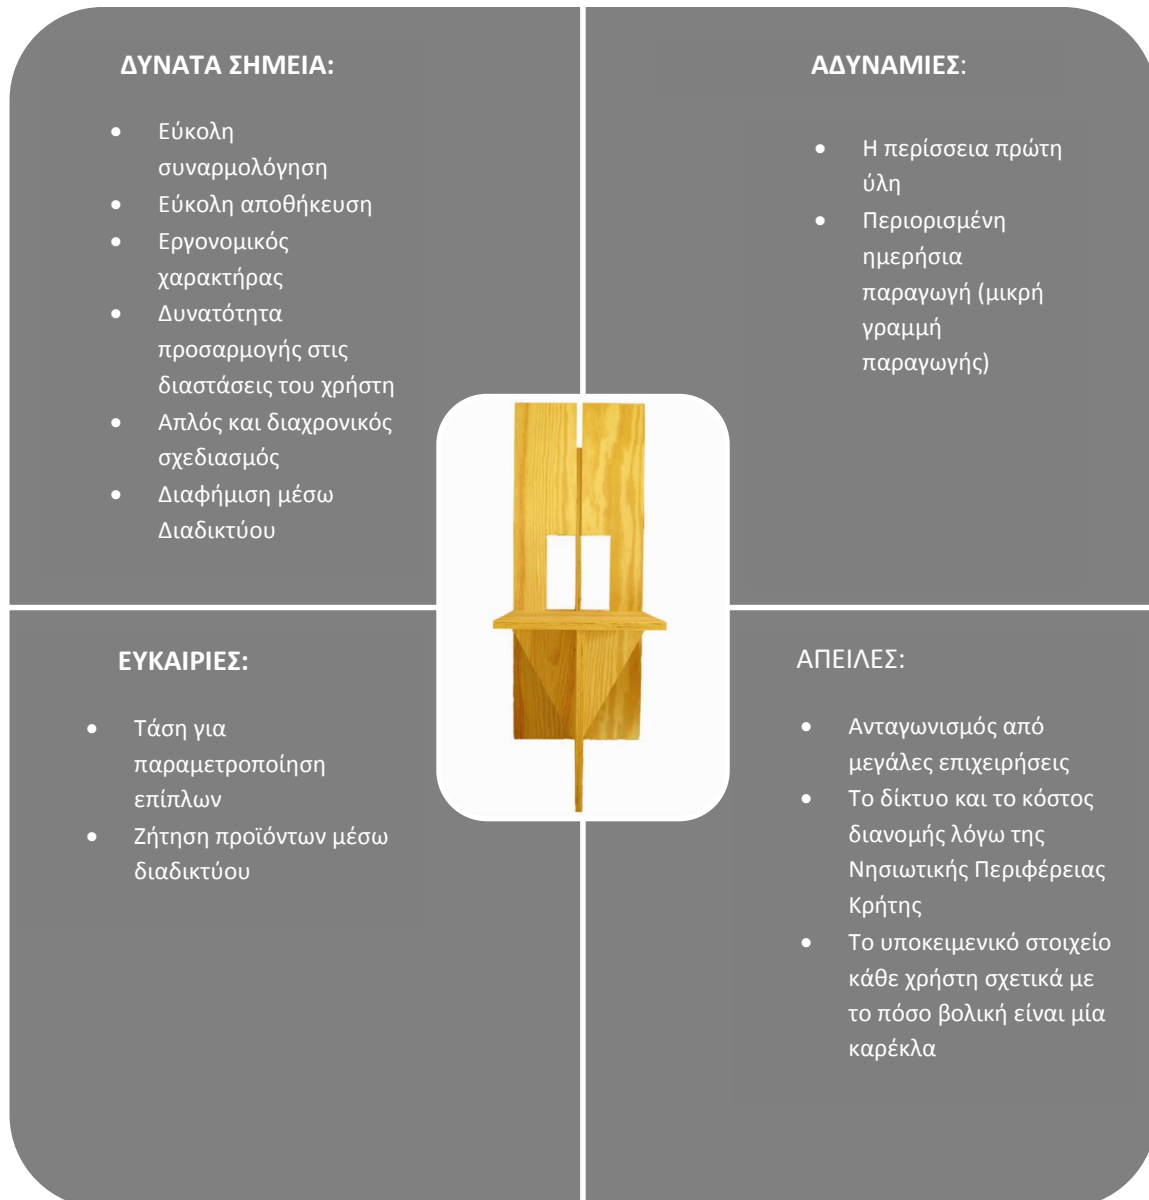 ΔΥΝΑΤΑ ΣΗΜΕΙΑ:
• Εύκολη
συναρμολόγηση
• Εύκολη αποθήκευση
• Εργονομικός
χαρακτήρας
• Δυνατότητα
προσαρμογής στις
διαστάσεις του χρήστη
• Απλός και διαχρονικός
σχεδιασμός
• Διαφήμιση μέσω
Διαδικτύου
ΑΔΥΝΑΜΙΕΣ:
• Η περίσσεια πρώτη
ύλη
• Περιορισμένη
ημερήσια
παραγωγή (μικρή
γραμμή
παραγωγής)
ΕΥΚΑΙΡΙΕΣ:
• Τάση για
παραμετροποίηση
επίπλων
• Ζήτηση προϊόντων μέσω
διαδικτύου
ΑΠΕΙΛΕΣ:
• Ανταγωνισμός από
μεγάλες επιχειρήσεις
• Το δίκτυο και το κόστος
διανομής λόγω της
Νησιωτικής Περιφέρειας
Κρήτης
• Το υποκειμενικό στοιχείο
κάθε χρήστη σχετικά με
το πόσο βολική είναι μία
καρέκλα